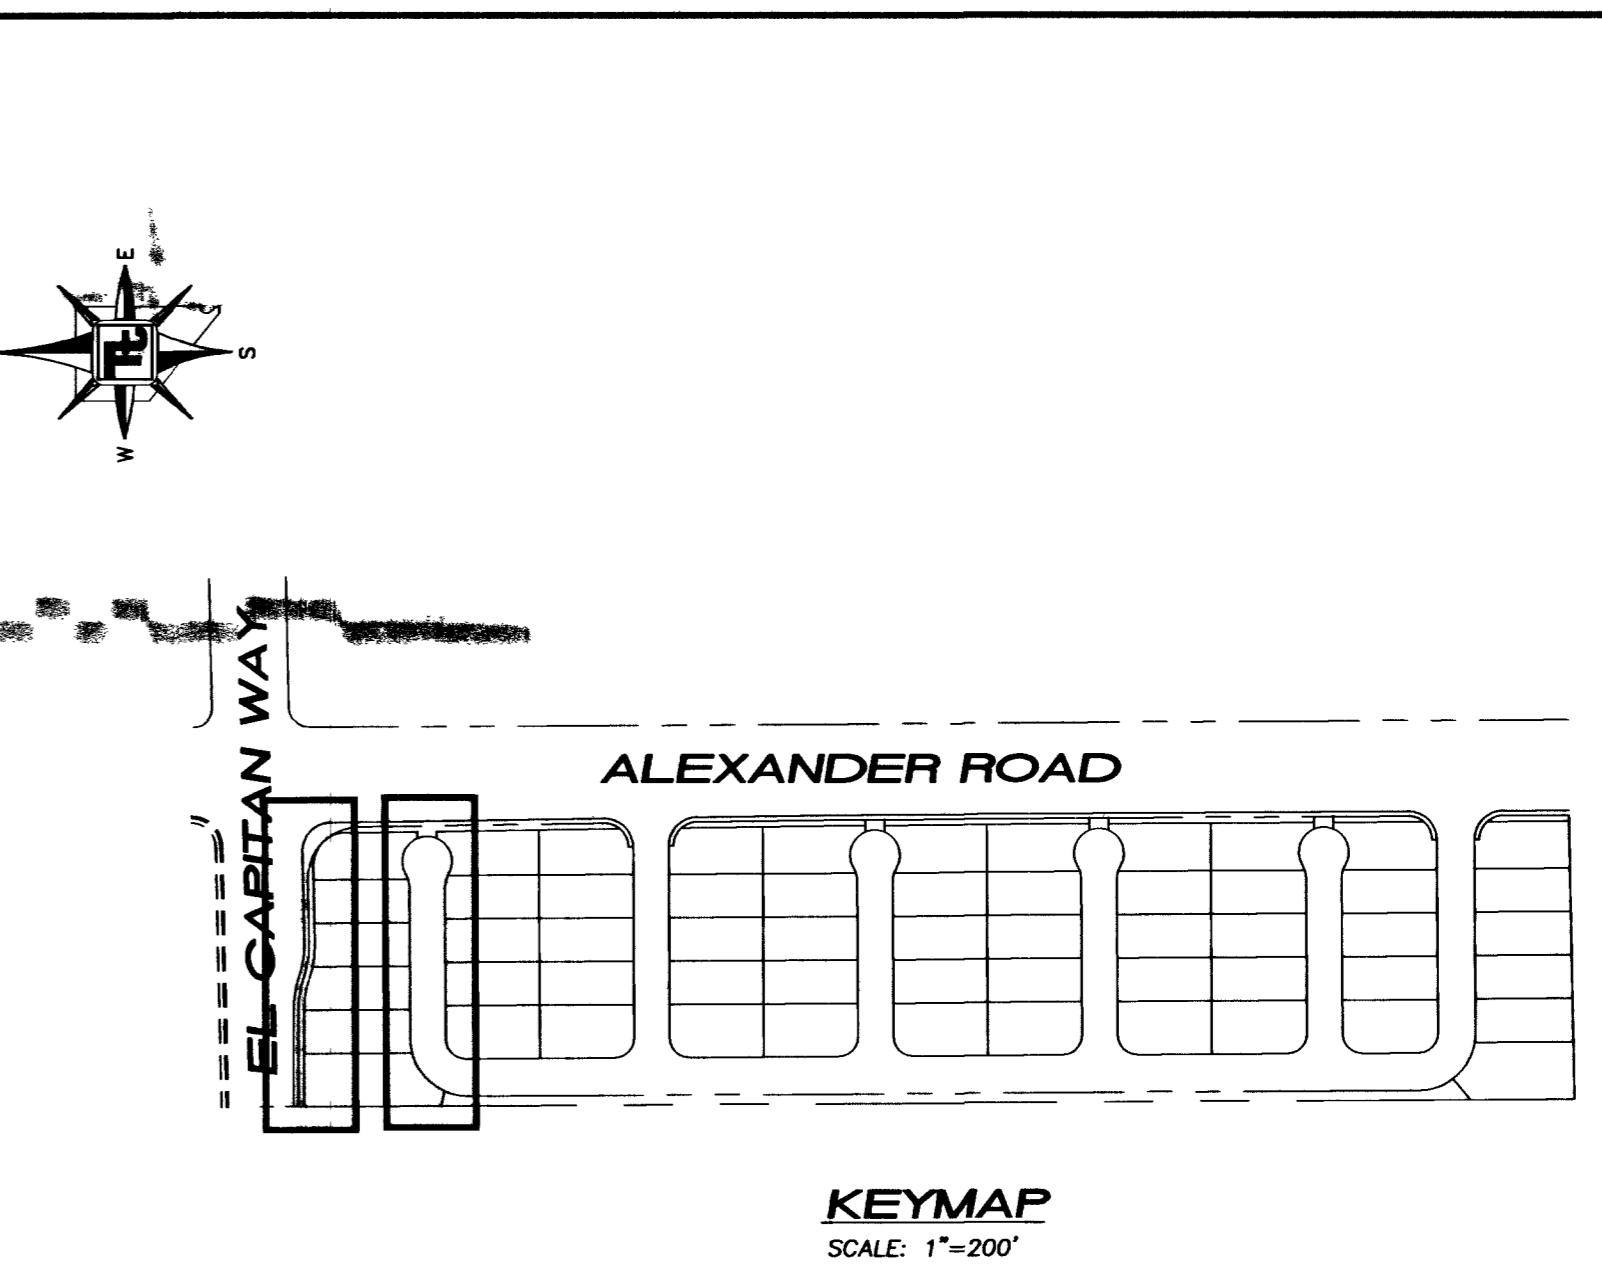 E
S
W
EL CAPITAN WAY
ALEXANDER ROAD
KEYMAP
SCALE: 1"=200'